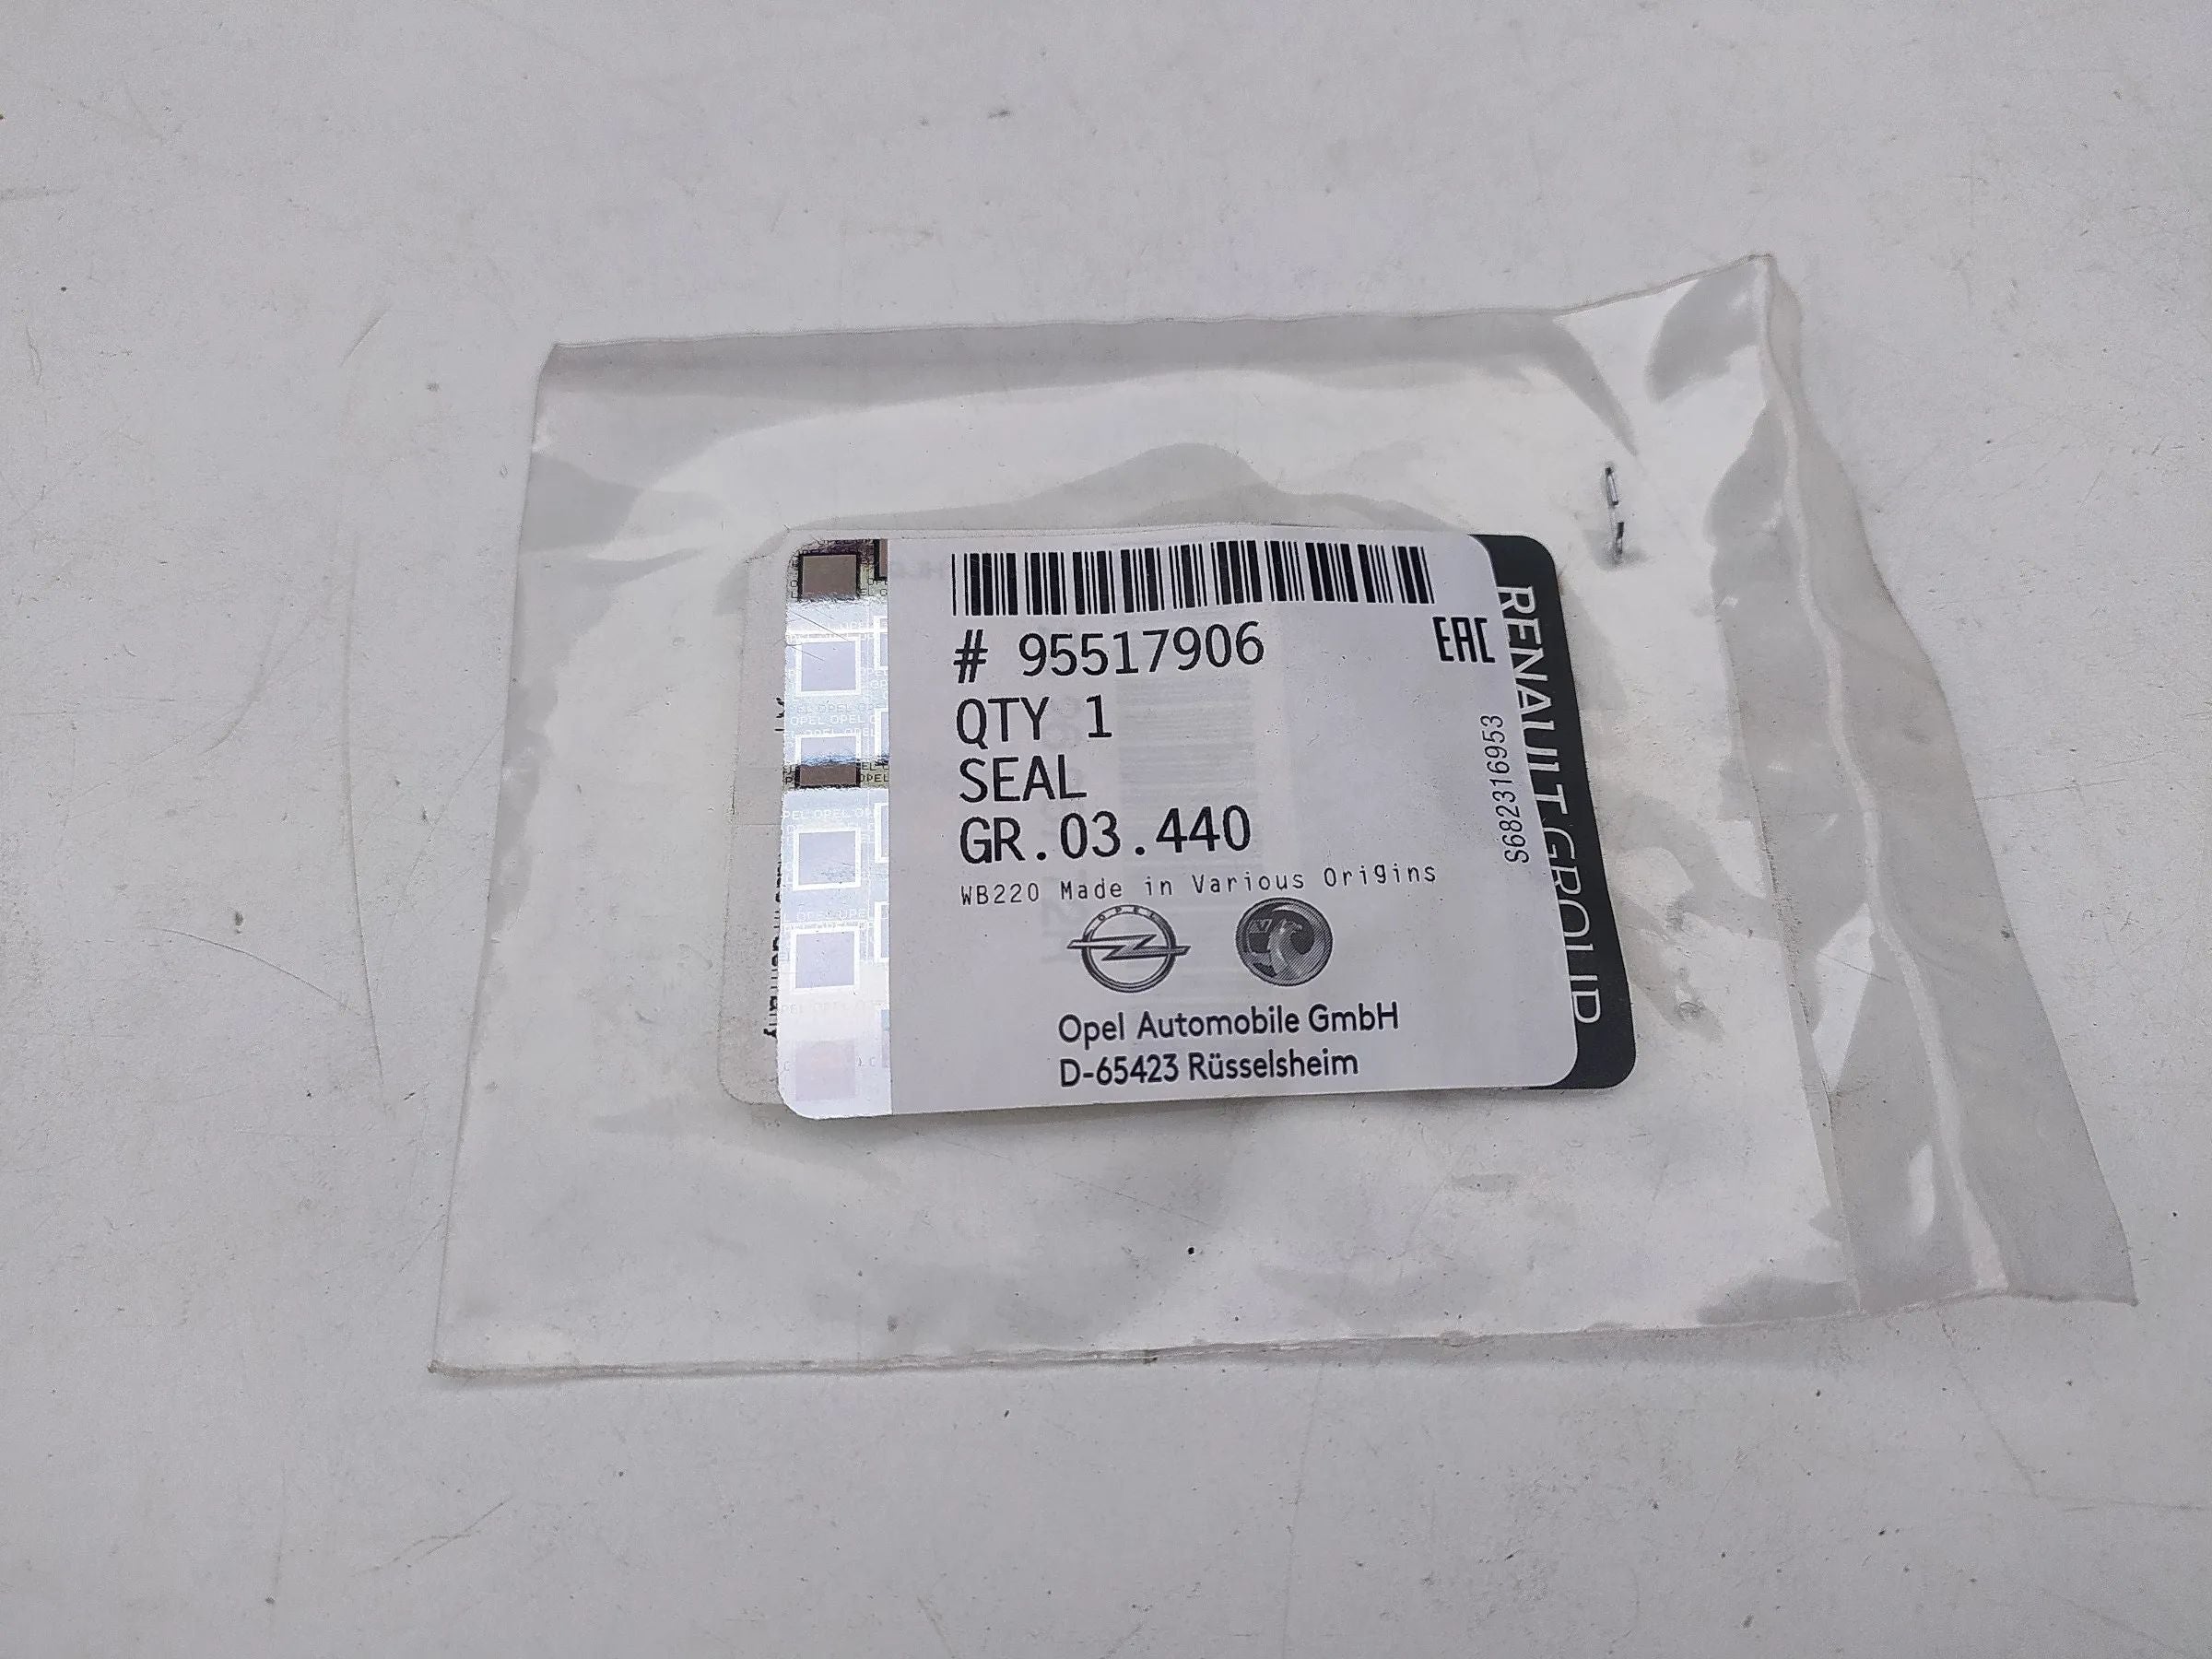 # 95517906
EAC
QTY 1
SEAL
GR.03.440
WB220 Made in Various Origins
OPEL
Opel Automobile GmbH
D-65423 Rüsselsheim
S682316953
RENAULT GROUP